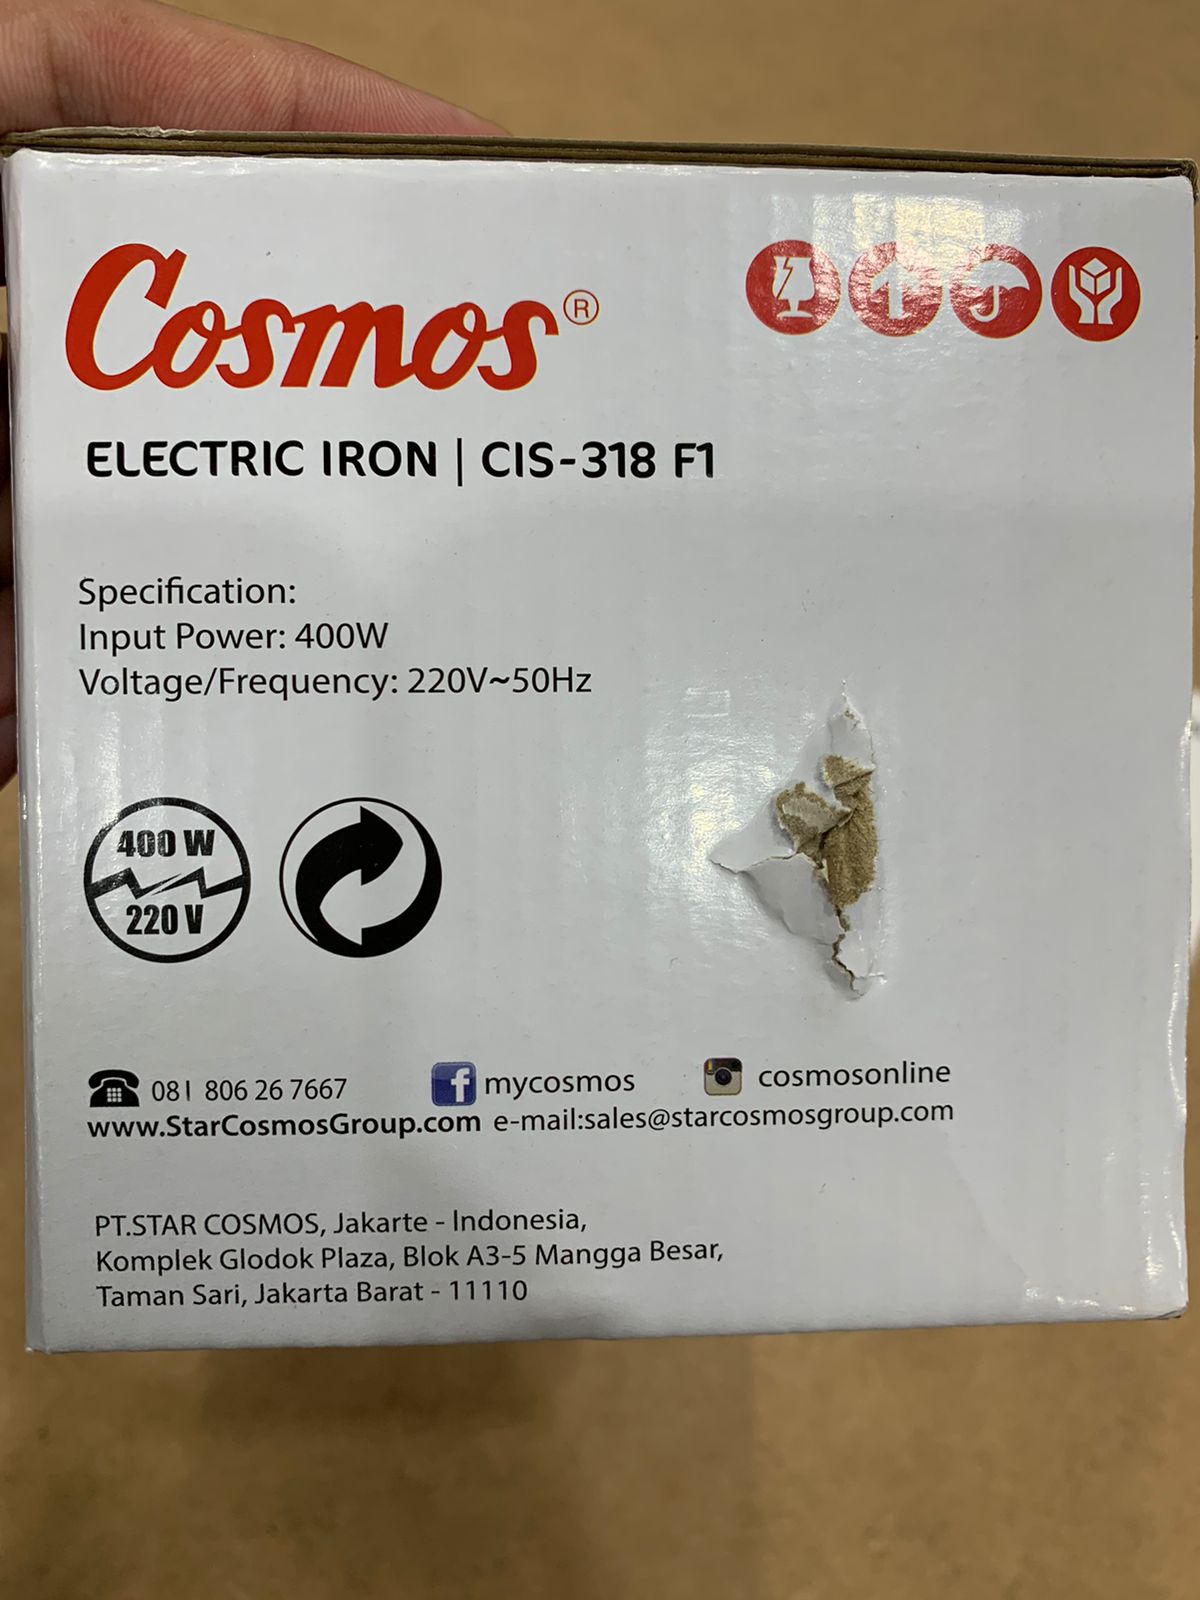 Cosmos®
ELECTRIC IRON | CIS-318 F1
Specification:
Input Power: 400W
Voltage/Frequency: 220V~50Hz
400 W
220 V
081 806 26 7667 mycosmos cosmosonline
www.StarCosmosGroup.com e-mail:sales@starcosmosgroup.com
PT.STAR COSMOS, Jakarte - Indonesia,
Komplek Glodok Plaza, Blok A3-5 Mangga Besar,
Taman Sari, Jakarta Barat - 11110